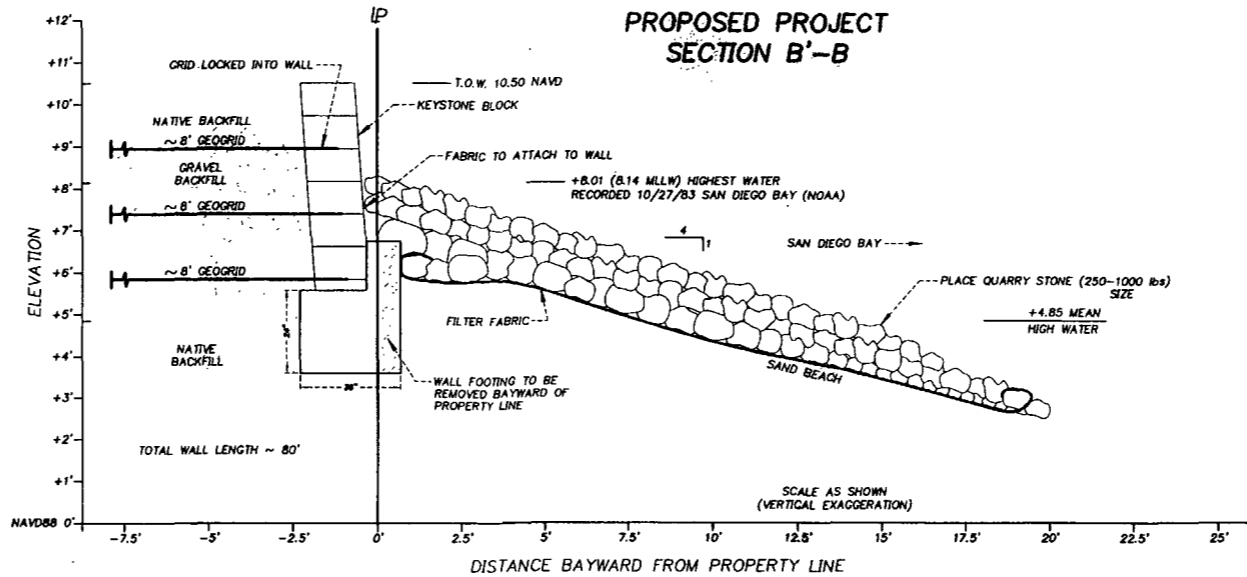 PROPOSED PROJECT
SECTION B'-B
+12'
+11'
+10'
+9'
+8'
+7'
+6'
+5'
+4'
+3'
+2'
+1'
NAVD88 0'
ELEVATION
GRID LOCKED INTO WALL
T.O.W. 10.50 NAVD
KEYSTONE BLOCK
NATIVE BACKFILL
~ 8' GEOGRID
GRAVEL
BACKFILL
~ 8' GEOGRID
~ 8' GEOGRID
FABRIC TO ATTACH TO WALL
+8.01 (8.14 MLLW) HIGHEST WATER
RECORDED 10/27/83 SAN DIEGO BAY (NOAA)
4
1
SAN DIEGO BAY
PLACE QUARRY STONE (250-1000 lbs)
SIZE
+4.85 MEAN
HIGH WATER
FILTER FABRIC
SAND BEACH
NATIVE
BACKFILL
24"
WALL FOOTING TO BE
REMOVED BAYWARD OF
PROPERTY LINE
TOTAL WALL LENGTH ~ 80'
SCALE AS SHOWN
(VERTICAL EXAGGERATION)
-7.5'
-5'
-2.5'
0'
2.5'
5'
7.5'
10'
12.5'
15'
17.5'
20'
22.5'
25'
DISTANCE BAYWARD FROM PROPERTY LINE